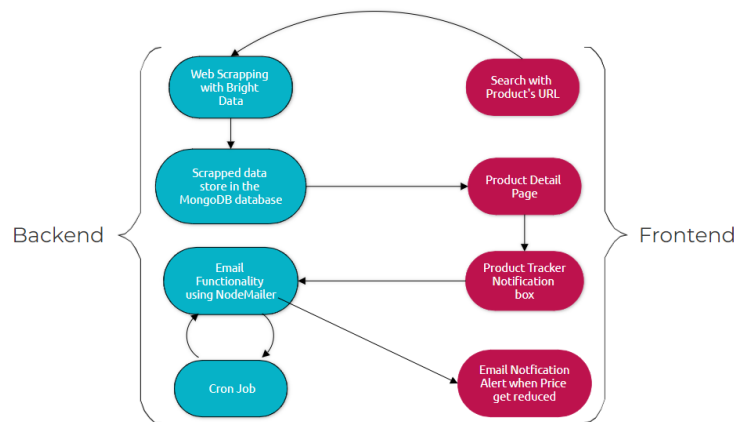 Web Scrapping
with Bright
Data
Search with
Product's URL
Scrapped data
store in the
MongoDB database
Product Detail
Page
Backend
Frontend
Email
Functionality
using NodeMailer
Product Tracker
Notification
box
Cron Job
Email Notfication
Alert when Price
get reduced